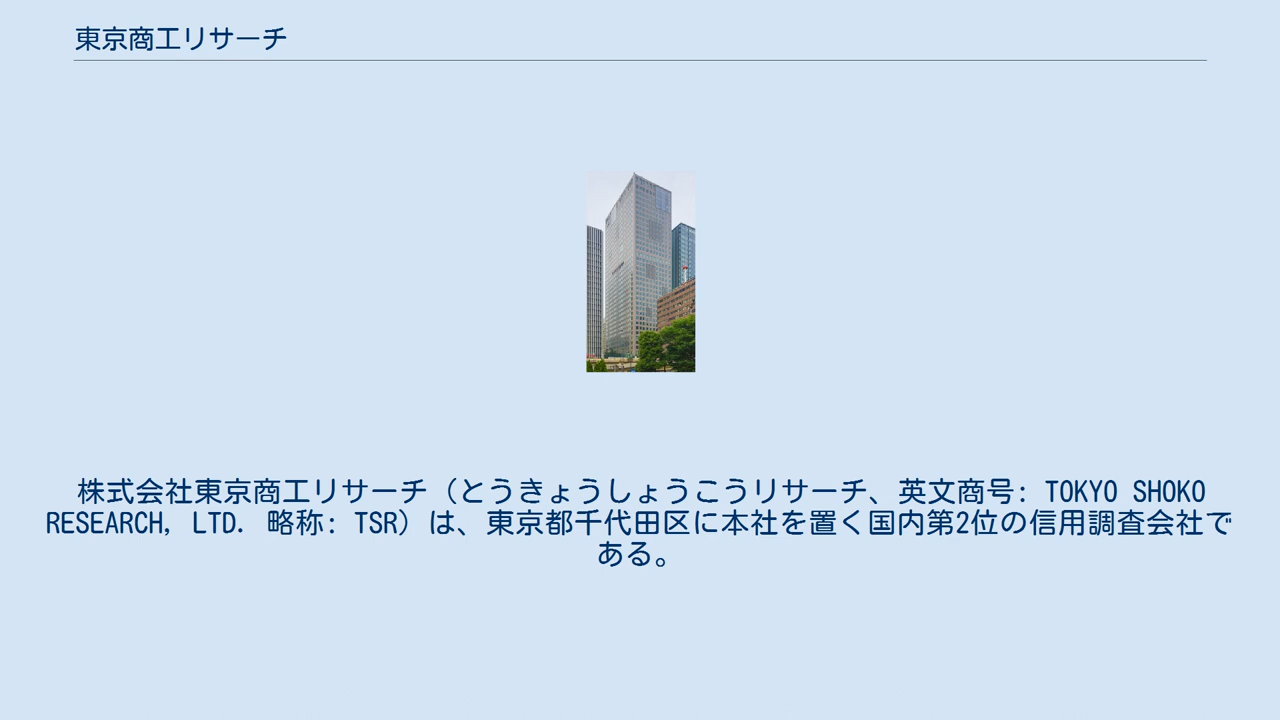 東京商工リサーチ
株式会社東京商工リサーチ（とうきょうしょうこうリサーチ、英文商号: TOKYO SHOKO
RESEARCH, LTD. 略称: TSR）は、東京都千代田区に本社を置く国内第2位の信用調査会社で
ある。